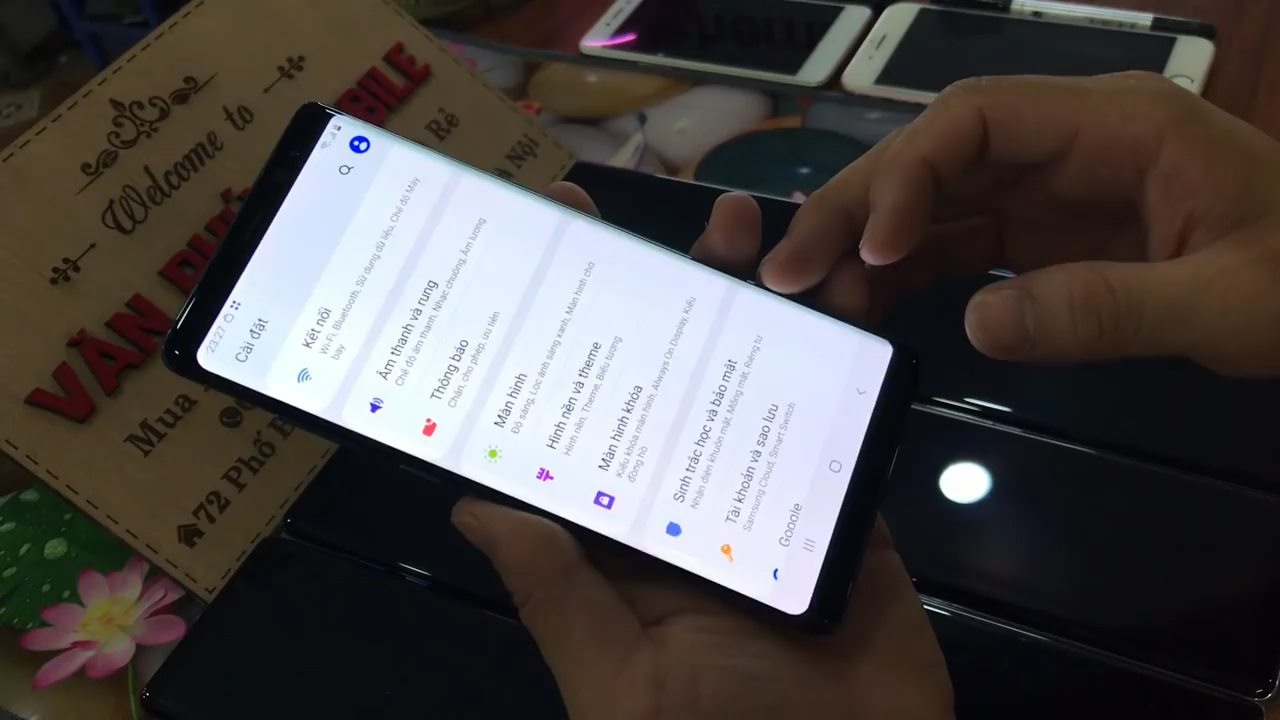 Welcome to
VĂN
BILE
Mua
Rẻ
Nội
72 Phố
23:27
Cài đặt
Kết nối
Wi-Fi, Bluetooth, Sử dụng dữ liệu, Chế độ Máy
bay
Âm thanh và rung
Chế độ âm thanh, Nhạc chuông, Âm lượng
Thông báo
Chặn, cho phép, ưu tiên
Màn hình
Độ sáng, Lọc ánh sáng xanh, Màn hình chờ
Hình nền và theme
Hình nền, Theme, Biểu tượng
Màn hình khóa
Kiểu khóa màn hình, Always On Display, Kiểu
đồng hồ
Sinh trắc học và bảo mật
Nhận diện khuôn mặt, Mống mắt, Riêng tư
Tài khoản và sao lưu
Samsung Cloud, Smart Switch
Google